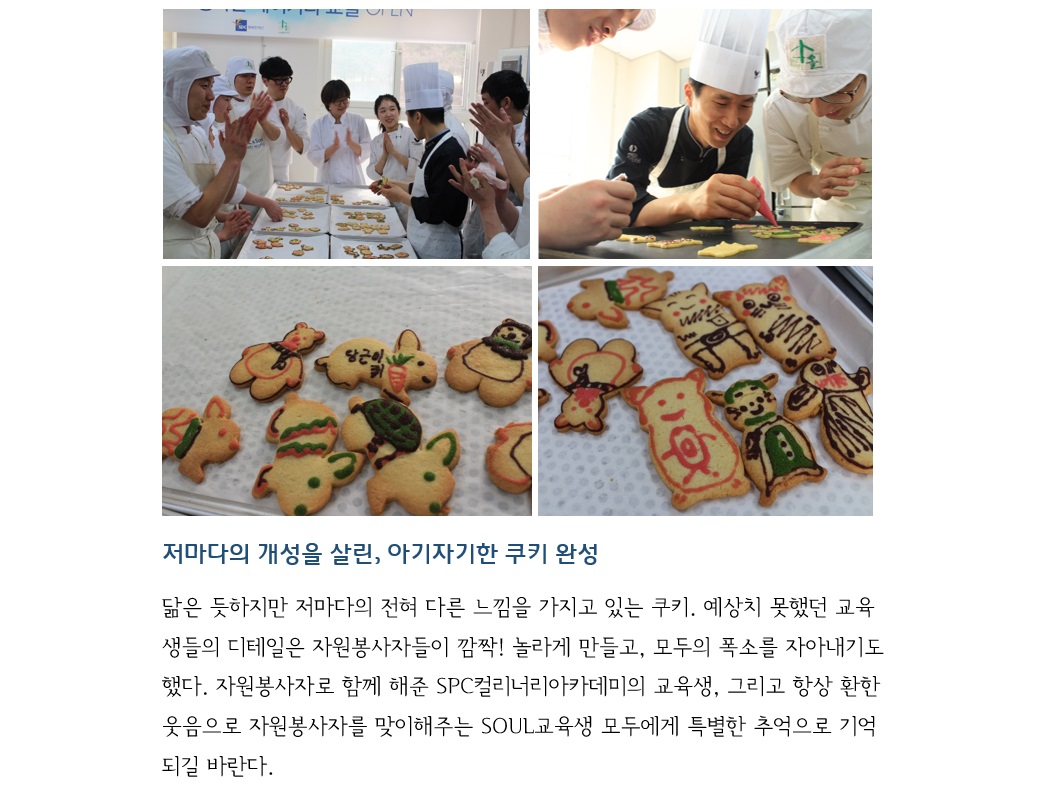 OPEN
SPC
당근이
키
저마다의 개성을 살린, 아기자기한 쿠키 완성
닮은 듯하지만 저마다의 전혀 다른 느낌을 가지고 있는 쿠키. 예상치 못했던 교육
생들의 디테일은 자원봉사자들이 깜짝! 놀라게 만들고, 모두의 폭소를 자아내기도
했다. 자원봉사자로 함께 해준 SPC컬리너리아카데미의 교육생, 그리고 항상 환한
웃음으로 자원봉사자를 맞이해주는 SOUL교육생 모두에게 특별한 추억으로 기억
되길 바란다.